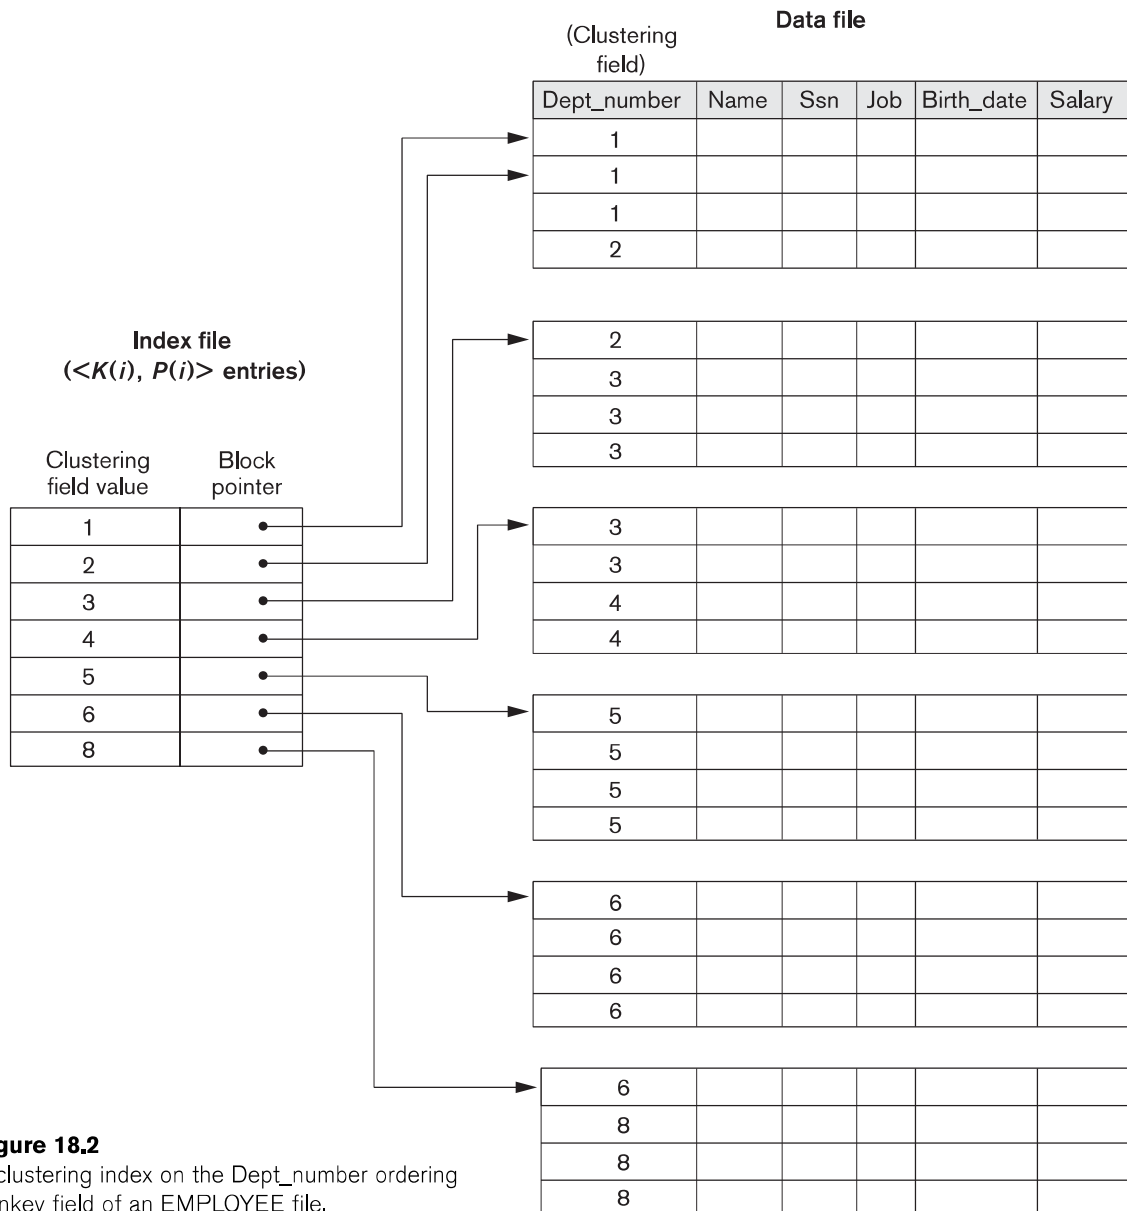 Data file
(Clustering
field)
Dept_number Name Ssn Job Birth_date Salary
1
1
1
2
2
3
3
3
3
3
4
4
5
5
5
5
6
6
6
6
6
8
8
8
Index file
(<K(i), P(i)> entries)
Clustering
field value
Block
pointer
1
2
3
4
5
6
8
gure 18.2
clustering index on the Dept_number ordering
nkey field of an EMPLOYEE file.